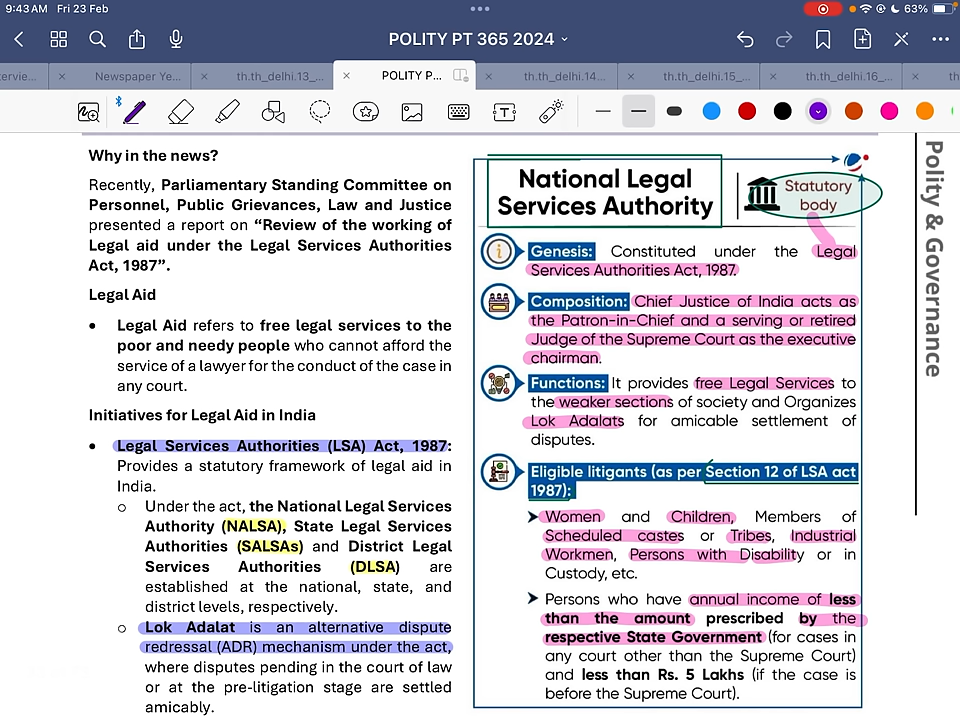 9:43 AM Fri 23 Feb
63%
POLITY PT 365 2024
tervie...
Newspaper Ye...
th.th_delhi.13_...
POLITY P...
th.th_delhi.14...
th.th_delhi.15_...
th.th_delhi.16_...
th
Why in the news?
Recently, Parliamentary Standing Committee on
Personnel, Public Grievances, Law and Justice
presented a report on “Review of the working of
Legal aid under the Legal Services Authorities
Act, 1987”.
Legal Aid
• Legal Aid refers to free legal services to the
poor and needy people who cannot afford the
service of a lawyer for the conduct of the case in
any court.
Initiatives for Legal Aid in India
• Legal Services Authorities (LSA) Act, 1987:
Provides a statutory framework of legal aid in
India.
o Under the act, the National Legal Services
Authority (NALSA), State Legal Services
Authorities (SALSAs) and District Legal
Services Authorities (DLSA) are
established at the national, state, and
district levels, respectively.
o Lok Adalat is an alternative dispute
redressal (ADR) mechanism under the act,
where disputes pending in the court of law
or at the pre-litigation stage are settled
amicably.
National Legal
Services Authority
Statutory
body
Genesis: Constituted under the Legal
Services Authorities Act, 1987.
Composition: Chief Justice of India acts as
the Patron-in-Chief and a serving or retired
Judge of the Supreme Court as the executive
chairman.
Functions: It provides free Legal Services to
the weaker sections of society and Organizes
Lok Adalats for amicable settlement of
disputes.
Eligible litigants (as per Section 12 of LSA act
1987):
➤ Women and Children, Members of
Scheduled castes or Tribes, Industrial
Workmen, Persons with Disability or in
Custody, etc.
➤ Persons who have annual income of less
than the amount prescribed by the
respective State Government (for cases in
any court other than the Supreme Court)
and less than Rs. 5 Lakhs (if the case is
before the Supreme Court).
Polity & Governance